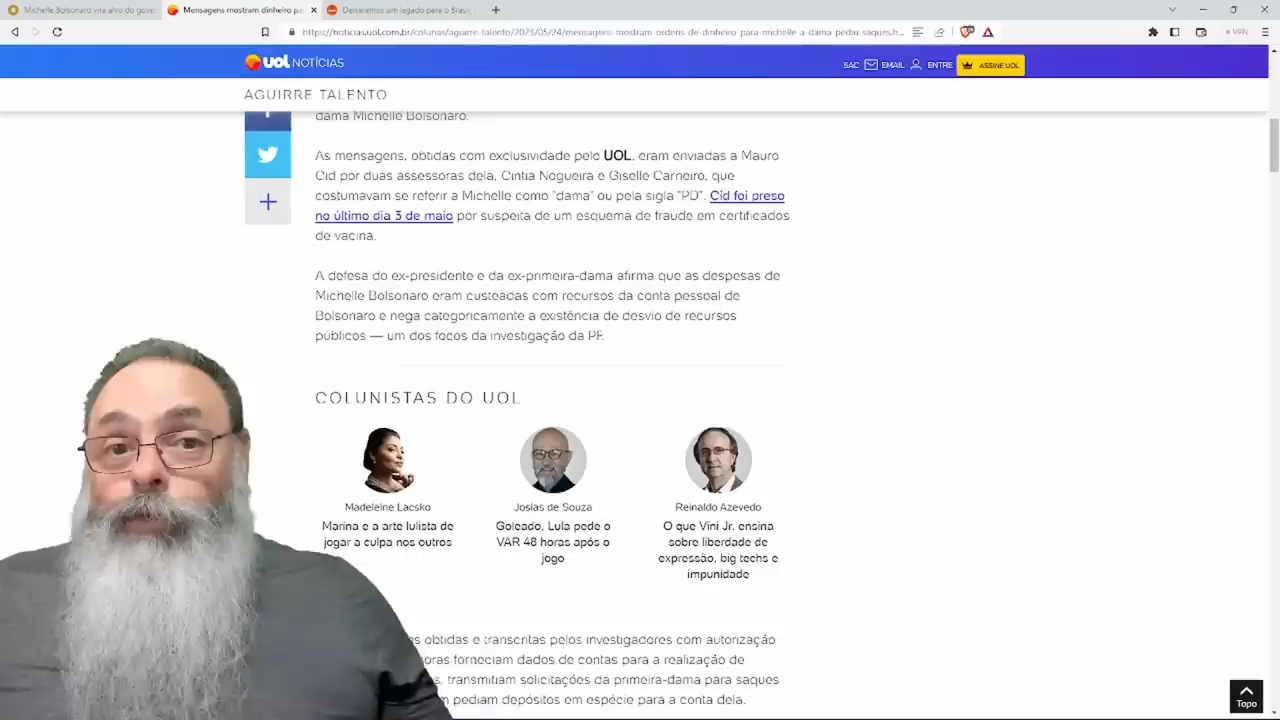 Michelle Bolsonaro vira alvo do gove
Mensagens mostram dinheiro pa
Deixaremos um legado para o Brasil,
https://noticias.uol.com.br/colunas/aguirre-talento/2023/05/24/mensagens-mostram-ordens-de-dinheiro-para-michelle-a-dama-pediu-saques.h...
VPN
UOL NOTÍCIAS
SAC EMAIL ENTRE ASSINE UOL
AGUIRRE TALENTO
dama Michelle Bolsonaro.
As mensagens, obtidas com exclusividade pelo UOL, eram enviadas a Mauro
Cid por duas assessoras dela, Cintia Nogueira e Giselle Carneiro, que
costumavam se referir a Michelle como "dama" ou pela sigla "PD". Cid foi preso
no último dia 3 de maio por suspeita de um esquema de fraude em certificados
de vacina.
A defesa do ex-presidente e da ex-primeira-dama afirma que as despesas de
Michelle Bolsonaro eram custeadas com recursos da conta pessoal de
Bolsonaro e nega categoricamente a existência de desvio de recursos
públicos — um dos focos da investigação da PF.
COLUNISTAS DO UOL
Madeleine Lacsko
Marina e a arte lulista de
jogar a culpa nos outros
Josias de Souza
Goleado, Lula pede o
VAR 48 horas após o
jogo
Reinaldo Azevedo
O que Vini Jr. ensina
sobre liberdade de
expressão, big techs e
impunidade
obtidas e transcritas pelos investigadores com autorização
forneciam dados de contas para a realização de
transmitiam solicitações da primeira-dama para saques
pediam depósitos em espécie para a conta dela.
Topo